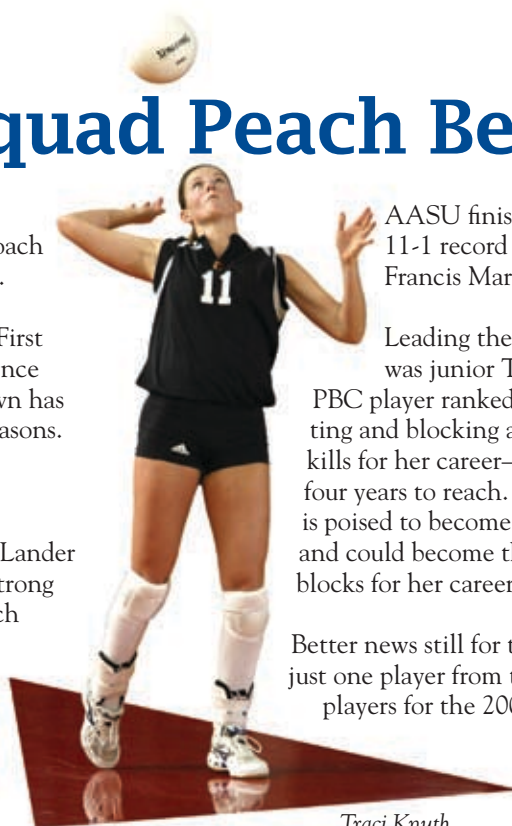 SPALDING
quad Peach Be
oach
.
First
nce
wn has
asons.
Lander
trong
ch
11
AASU finis
11-1 record
Francis Mar
Leading the
was junior T
PBC player ranked
ting and blocking a
kills for her career–
four years to reach.
is poised to become
and could become th
blocks for her career
Better news still for t
just one player from t
players for the 200
Traci Knuth